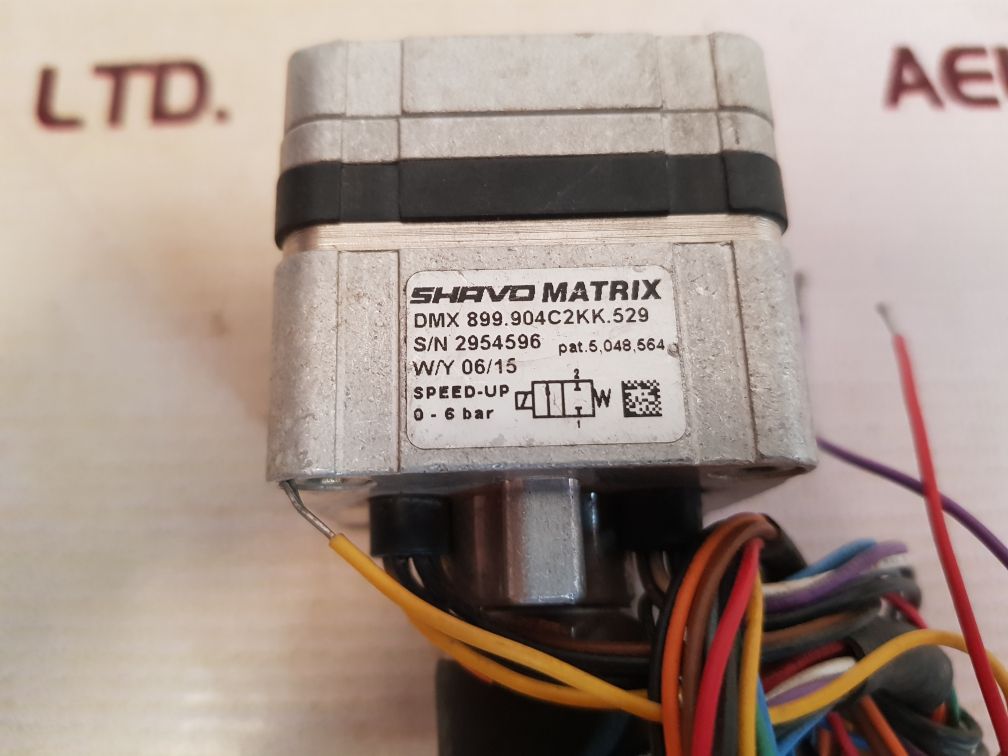 LTD.
AE
SHAVO MATRIX
DMX 899.904C2KK.529
S/N 2954596 pat.5,048,564
W/Y 06/15
SPEED-UP
0 - 6 bar
2
W
1